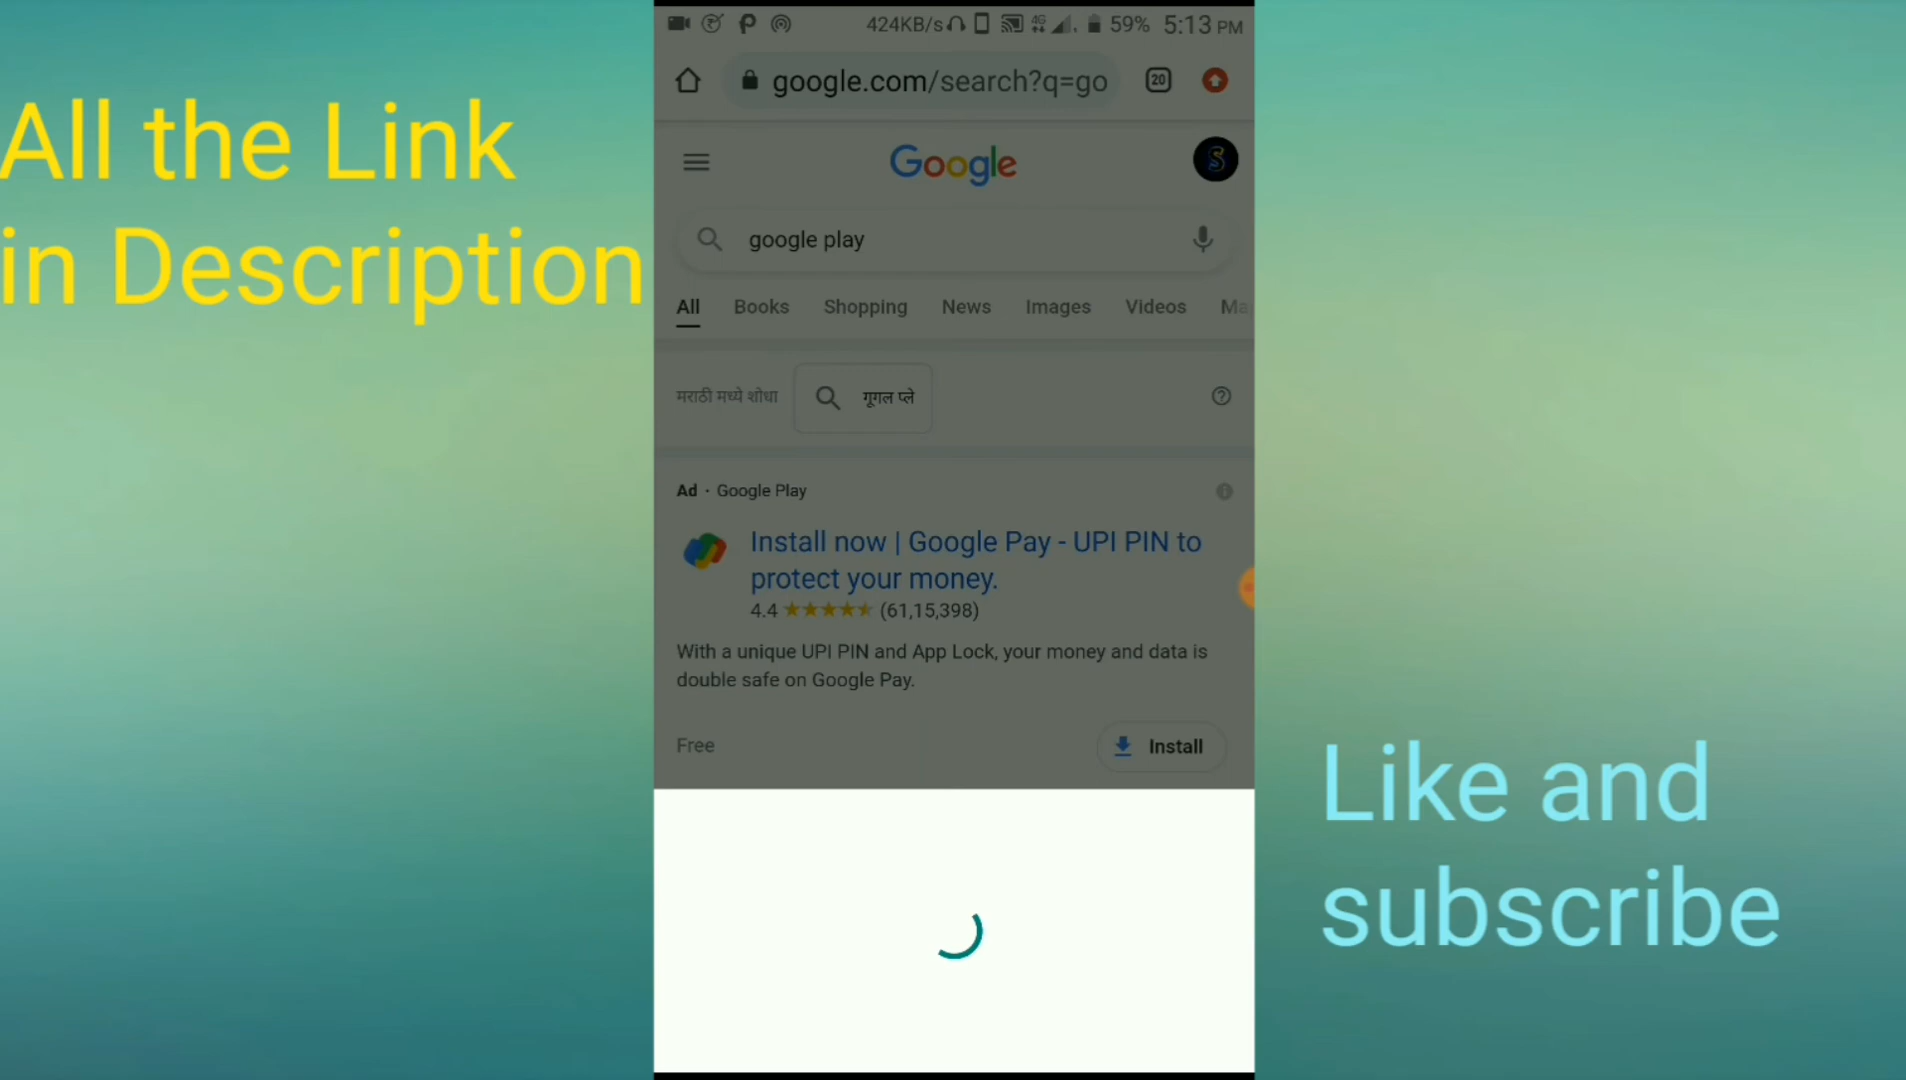 All the Link
in Description
424KB/s 4G 59% 5:13 PM
google.com/search?q=go 20
Google
S
google play
All Books Shopping News Images Videos Ma
मराठी मध्ये शोधा गूगल प्ले
Ad · Google Play
Install now | Google Pay - UPI PIN to
protect your money.
4.4 (61,15,398)
With a unique UPI PIN and App Lock, your money and data is
double safe on Google Pay.
Free Install
Like and
subscribe